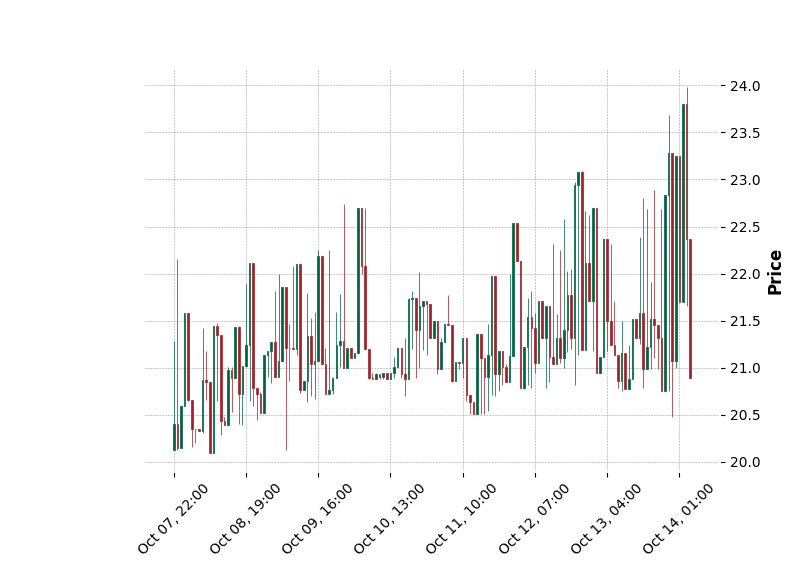 24.0
23.5
23.0
22.5
22.0
21.5
21.0
20.5
20.0
Price
Oct 07, 22:00
Oct 08, 19:00
Oct 09, 16:00
Oct 10, 13:00
Oct 11, 10:00
Oct 12, 07:00
Oct 13, 04:00
Oct 14, 01:00